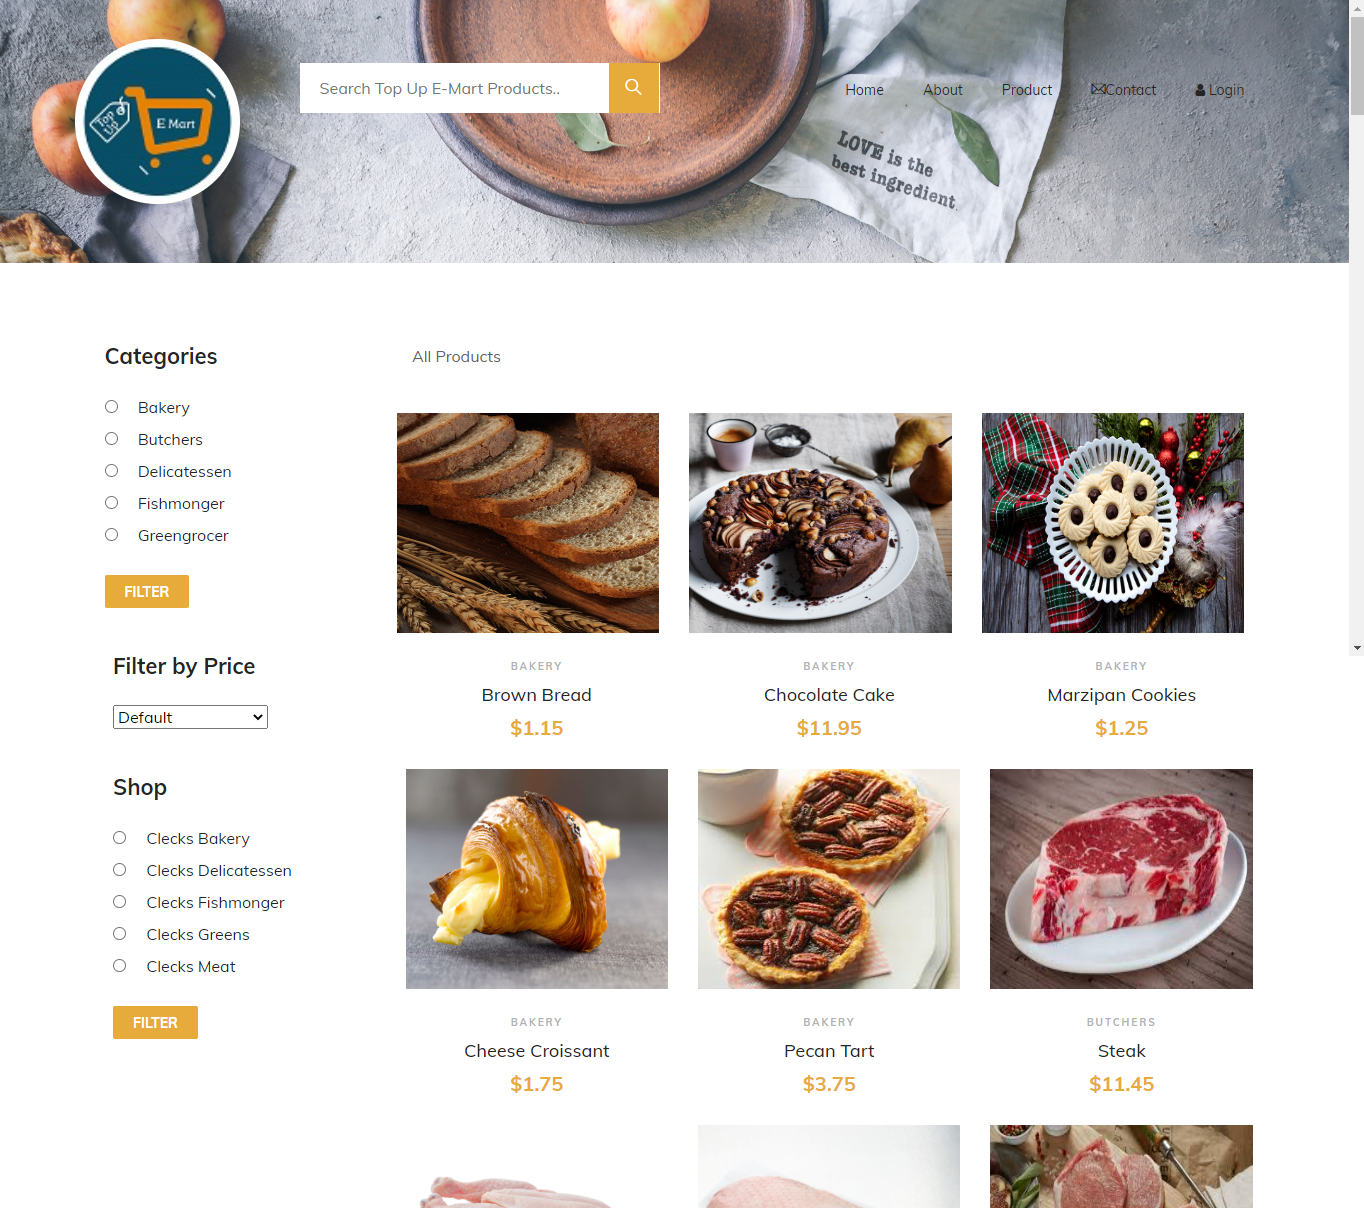 Top Up
E Mart
Search Top Up E-Mart Products..
Home
About
Product
Contact
Login
LOVE is the
best ingredient
Categories
Bakery
Butchers
Delicatessen
Fishmonger
Greengrocer
FILTER
Filter by Price
Default
Shop
Clecks Bakery
Clecks Delicatessen
Clecks Fishmonger
Clecks Greens
Clecks Meat
FILTER
All Products
BAKERY
Brown Bread
$1.15
BAKERY
Chocolate Cake
$11.95
BAKERY
Marzipan Cookies
$1.25
BAKERY
Cheese Croissant
$1.75
BAKERY
Pecan Tart
$3.75
BUTCHERS
Steak
$11.45